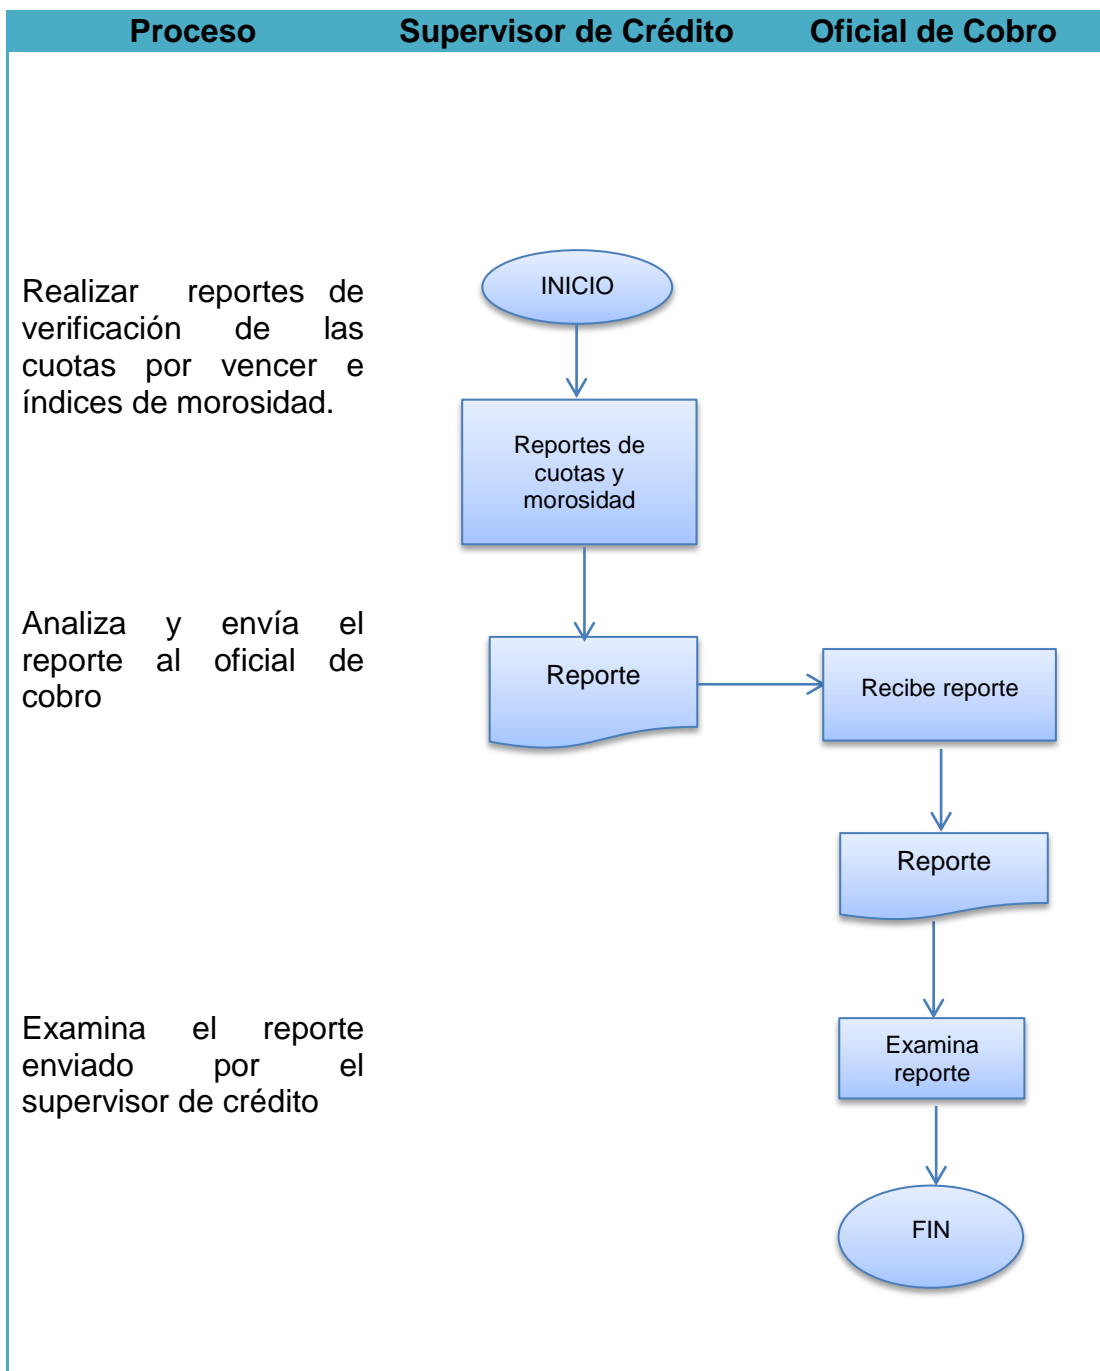 Proceso Supervisor de Crédito Oficial de Cobro
INICIO
Realizar reportes de
verificación de las
cuotas por vencer e
índices de morosidad.
Reportes de
cuotas y
morosidad
Analiza y envía el
reporte al oficial de
cobro
Reporte
Recibe reporte
Reporte
Examina el reporte
enviado por el
supervisor de crédito
Examina
reporte
FIN